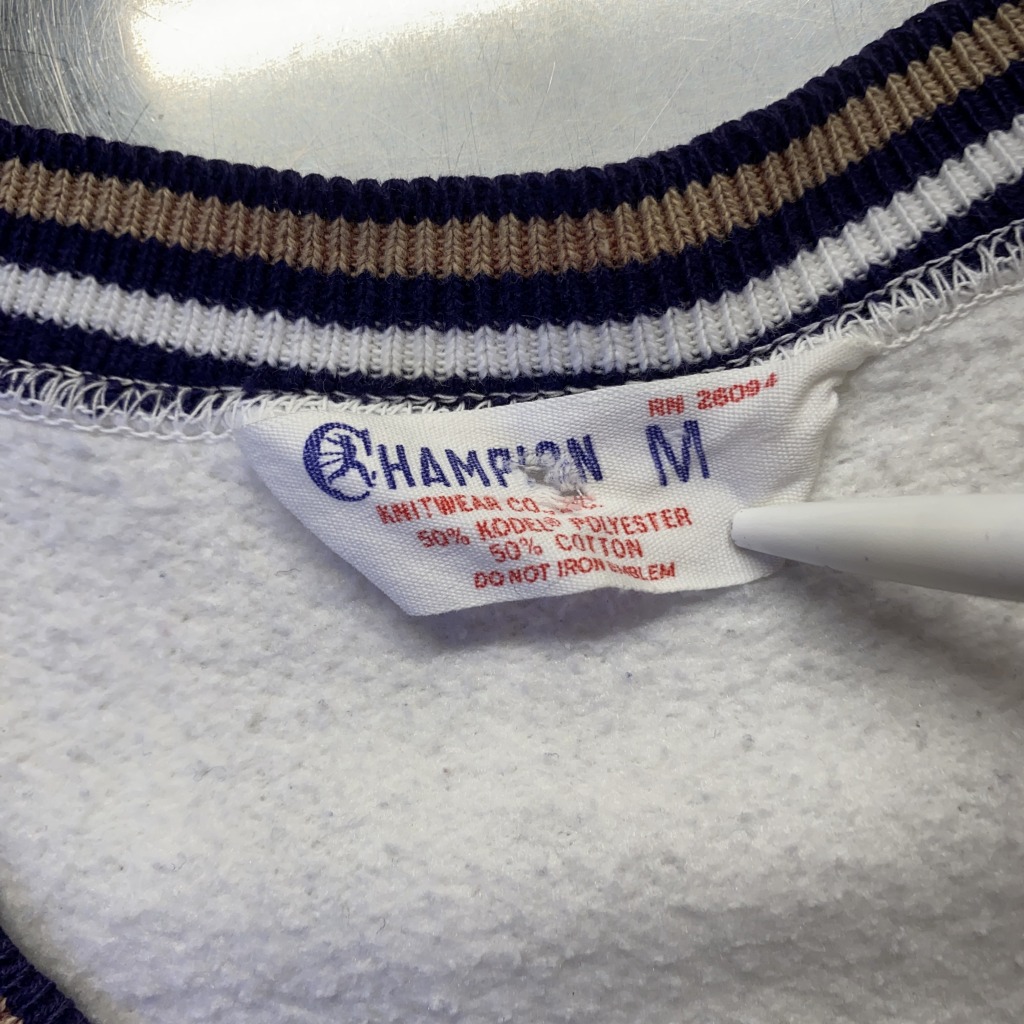 RN 26094
CHAMPION M
KNITWEAR CO., INC.
50% KODEL® POLYESTER
50% COTTON
DO NOT IRON EMBLEM